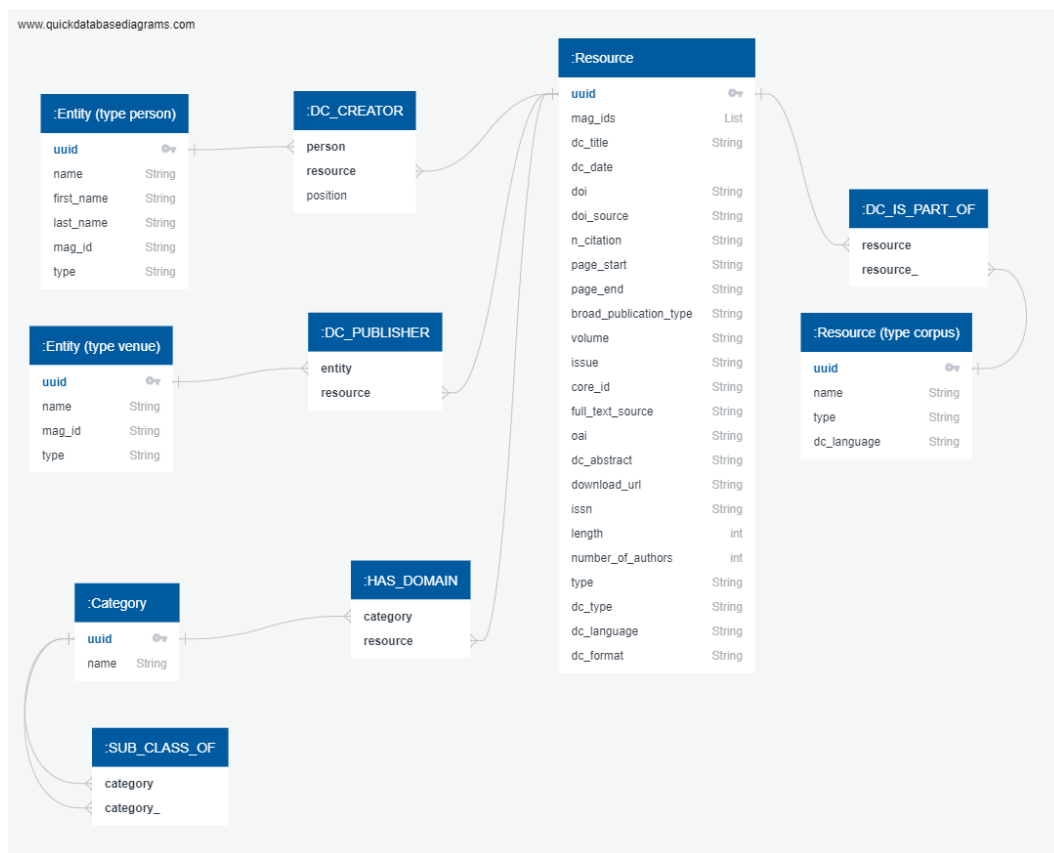 www.quickdatabasediagrams.com
:Entity (type person)
uuid
name String
first_name String
last_name String
mag_id String
type String
:DC_CREATOR
person
resource
position
:Resource
uuid
mag_ids List
dc_title String
dc_date
doi String
doi_source String
n_citation String
page_start String
page_end String
broad_publication_type String
volume String
issue String
core_id String
full_text_source String
oai String
dc_abstract String
download_url String
issn String
length int
number_of_authors int
type String
dc_type String
dc_language String
dc_format String
:DC_IS_PART_OF
resource
resource_
:Resource (type corpus)
uuid
name String
type String
dc_language String
:Entity (type venue)
uuid
name String
mag_id String
type String
:DC_PUBLISHER
entity
resource
:HAS_DOMAIN
category
resource
:Category
uuid
name String
:SUB_CLASS_OF
category
category_